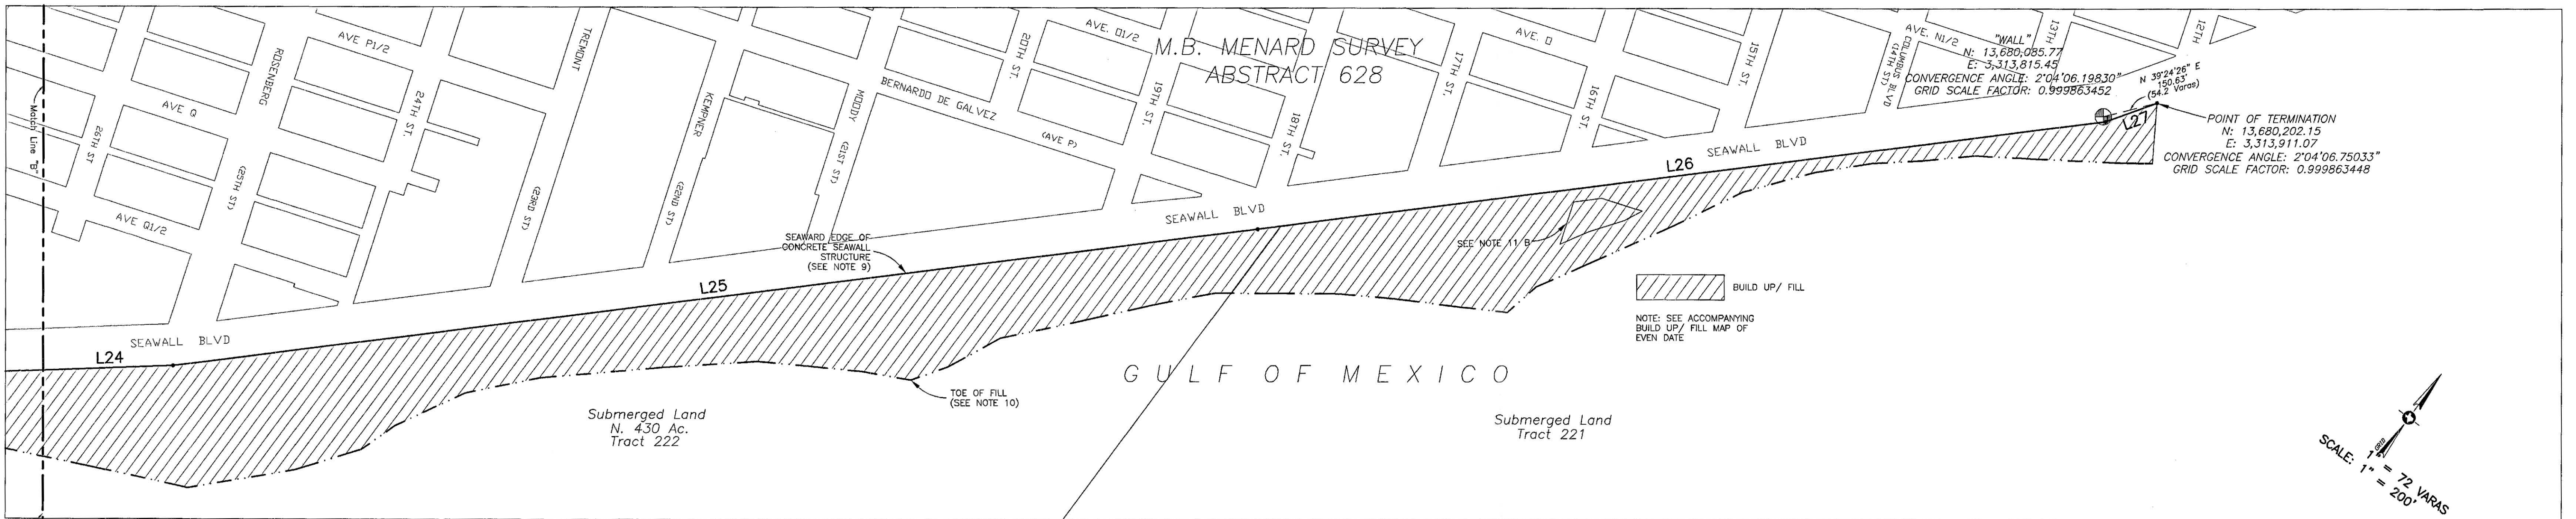 AVE P1/2
ROSENBERG
TREMONT
20TH ST.
AVE. O1/2
M.B. MENARD SURVEY
ABSTRACT 628
17TH ST.
AVE. O
15TH ST.
COLUMBUS BLVD
(14TH ST.)
AVE. N1/2
13TH
12TH
"WALL"
N: 13,680,085.77
E: 3,313,815.45
CONVERGENCE ANGLE: 2°04'06.19830"
GRID SCALE FACTOR: 0.999863452
N 39°24'26" E
150.63'
(54.2 Varas)
L27
POINT OF TERMINATION
N: 13,680,202.15
E: 3,313,911.07
CONVERGENCE ANGLE: 2°04'06.75033"
GRID SCALE FACTOR: 0.999863448
Match Line "B"
26TH ST
AVE Q
(25TH ST)
24TH ST.
(23RD ST)
KEMPNER
(22ND ST)
MOODY
(21ST ST)
BERNARDO DE GALVEZ
(AVE P)
19TH ST.
18TH ST.
16TH ST.
AVE Q1/2
SEAWALL BLVD
L26
SEAWALL BLVD
SEAWARD EDGE OF
CONCRETE SEAWALL
STRUCTURE
(SEE NOTE 9)
SEE NOTE 11 B
L25
BUILD UP/ FILL
NOTE: SEE ACCOMPANYING
BUILD UP/ FILL MAP OF
EVEN DATE
SEAWALL BLVD
L24
GULF OF MEXICO
TOE OF FILL
(SEE NOTE 10)
Submerged Land
N. 430 Ac.
Tract 222
Submerged Land
Tract 221
GRID
SCALE: 1" = 72 VARAS
1" = 200'